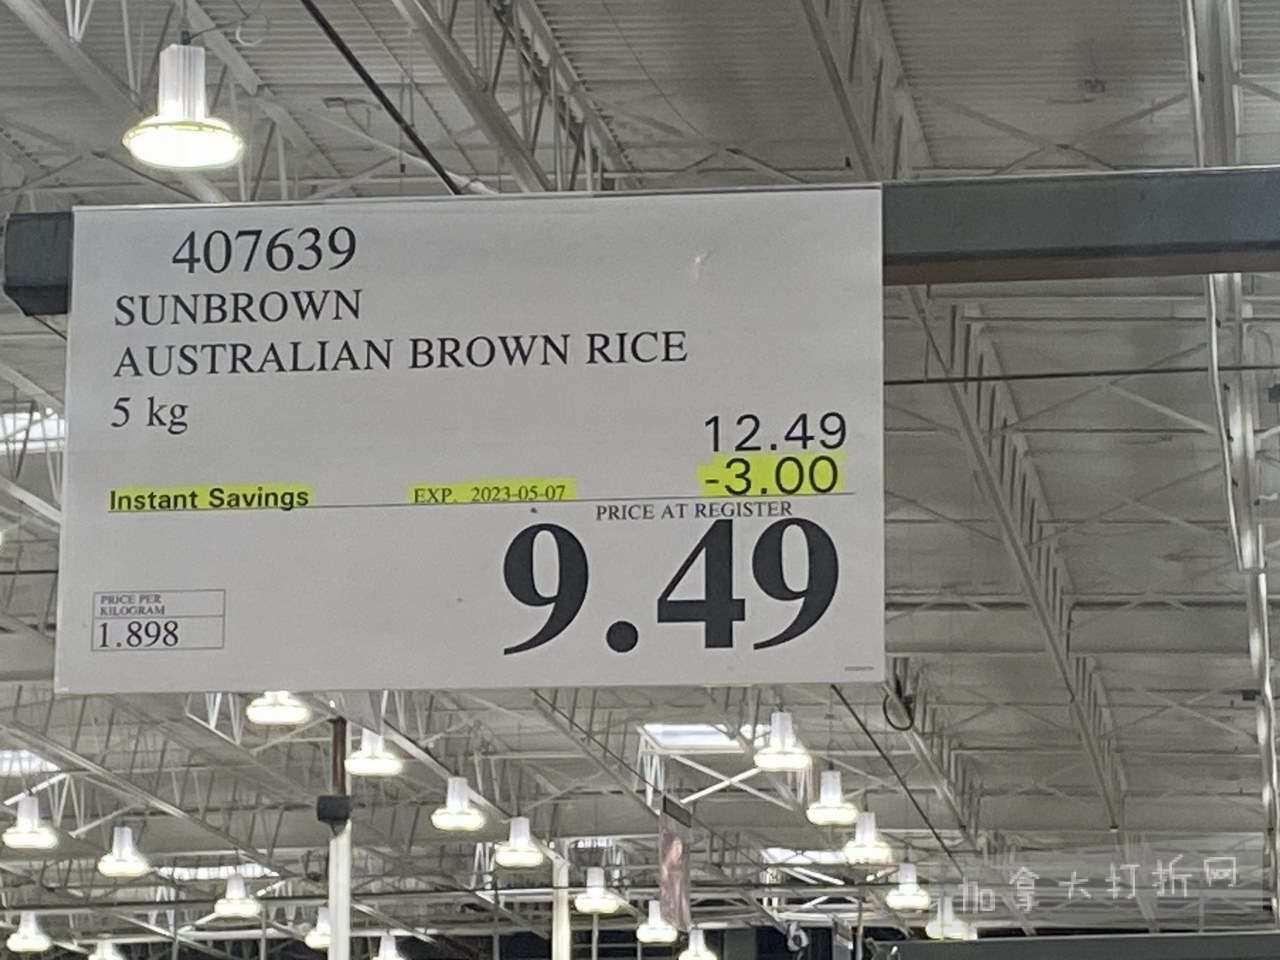 407639
SUNBROWN
AUSTRALIAN BROWN RICE
5 kg
12.49
-3.00
Instant Savings EXP. 2023-05-07
PRICE AT REGISTER
9.49
PRICE PER
KILOGRAM
1.898
加拿大打折网